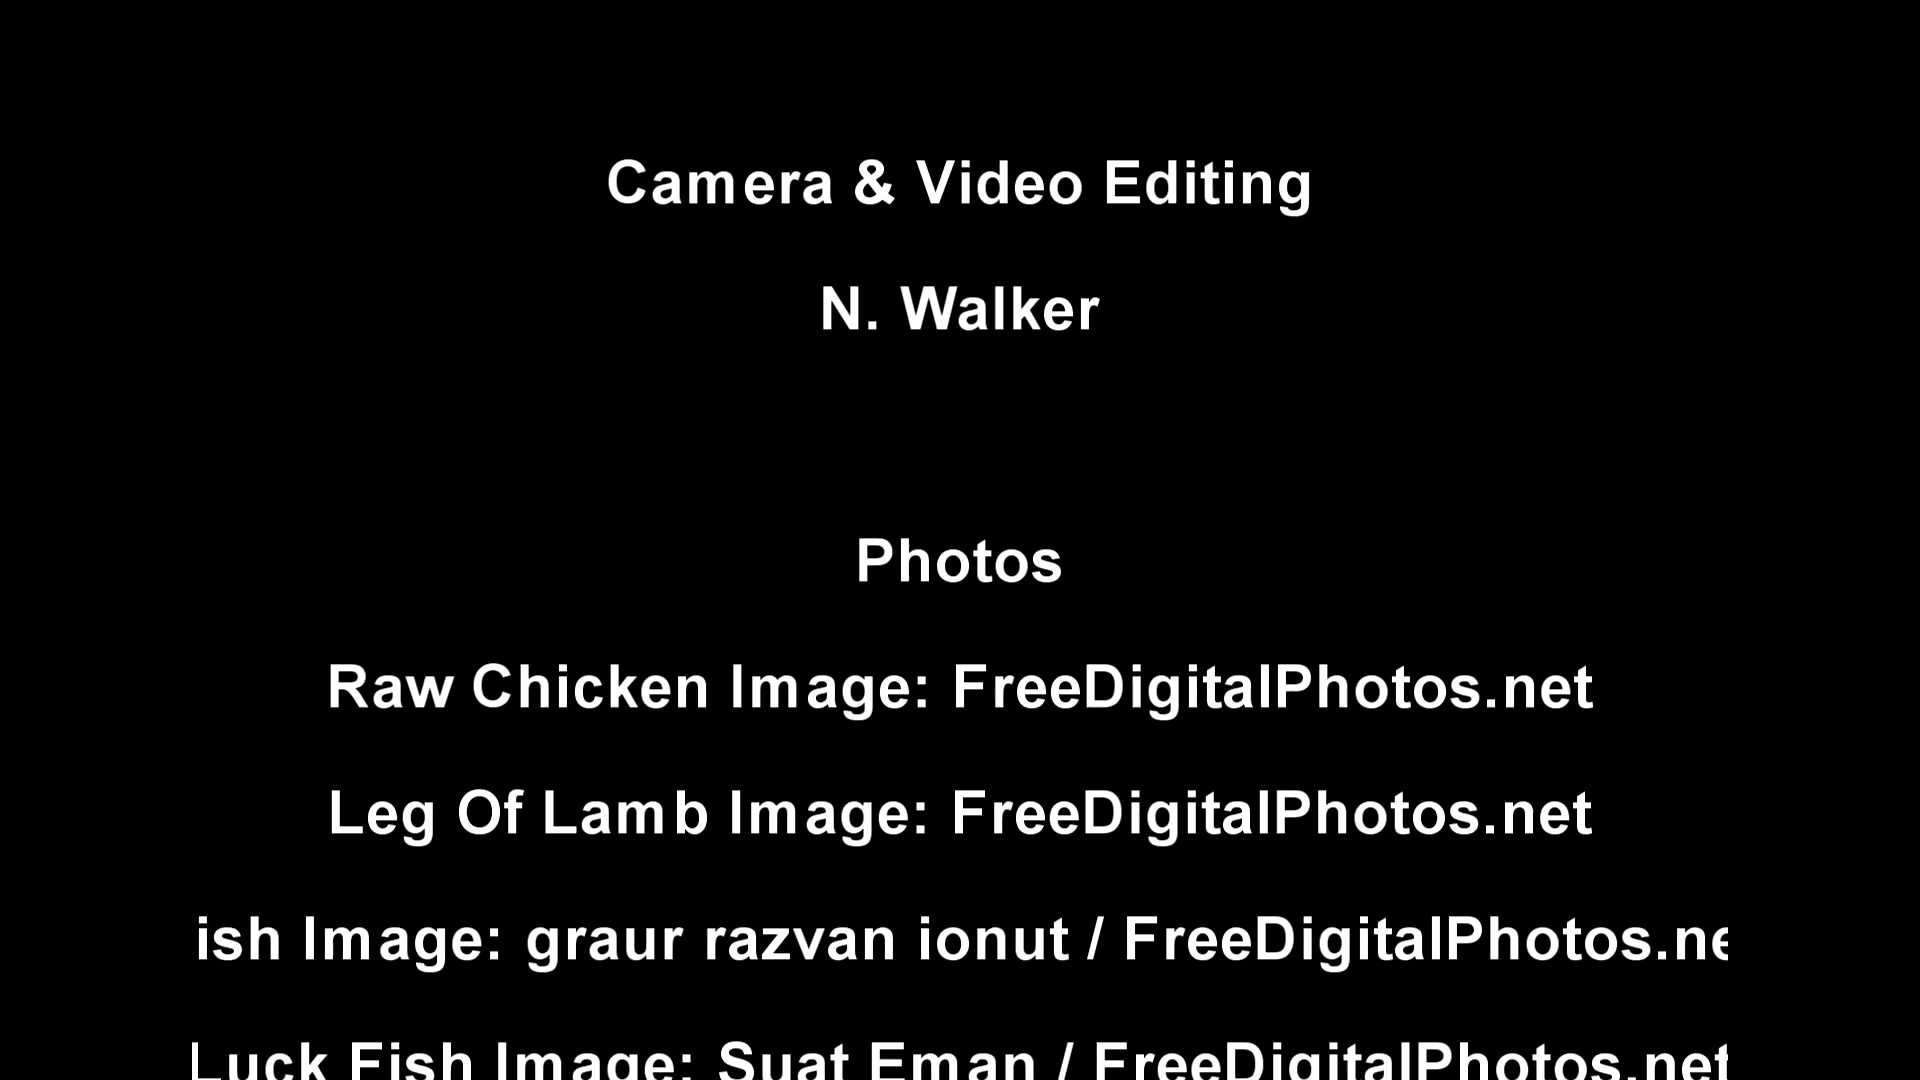 Camera & Video Editing
N. Walker
Photos
Raw Chicken Image: FreeDigitalPhotos.net
Leg Of Lamb Image: FreeDigitalPhotos.net
ish Image: graur razvan ionut / FreeDigitalPhotos.ne
Luck Fish Image: Suat Eman / FreeDigitalPhotos.net